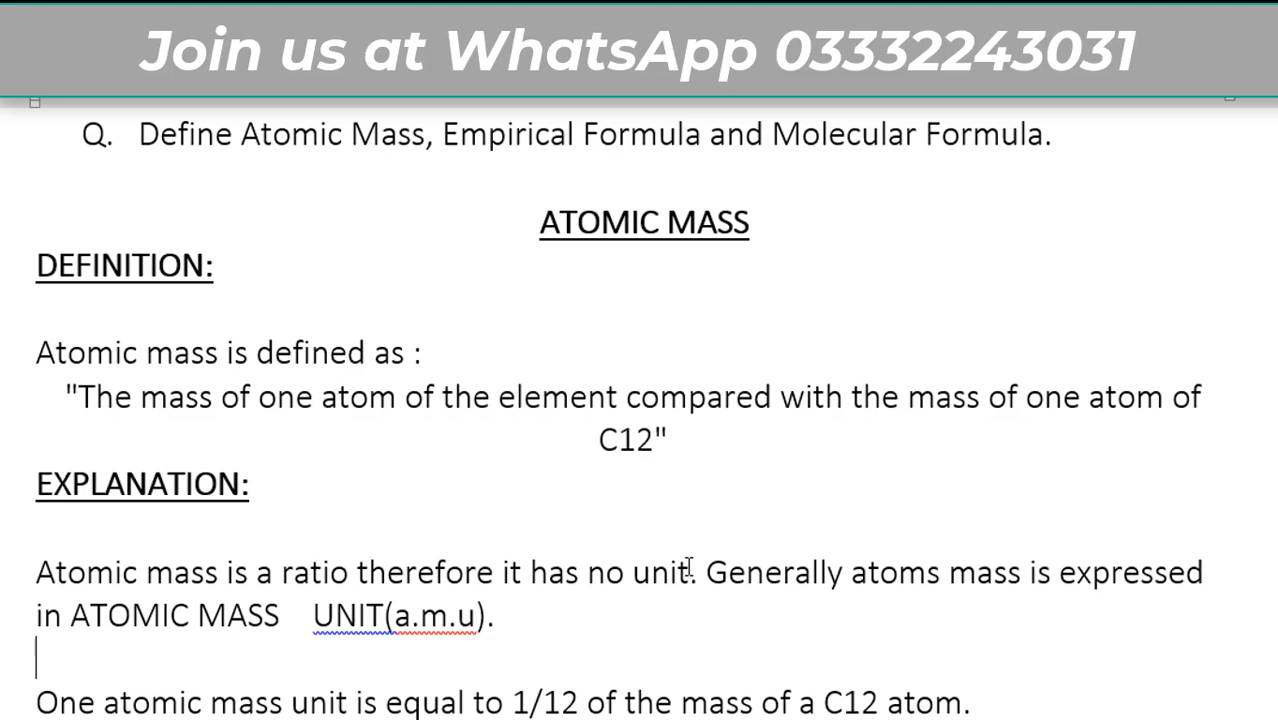 Join us at WhatsApp 03332243031
Q. Define Atomic Mass, Empirical Formula and Molecular Formula.
ATOMIC MASS
DEFINITION:
Atomic mass is defined as :
"The mass of one atom of the element compared with the mass of one atom of
C12"
EXPLANATION:
Atomic mass is a ratio therefore it has no unit. Generally atoms mass is expressed
in ATOMIC MASS UNIT(a.m.u).
One atomic mass unit is equal to 1/12 of the mass of a C12 atom.